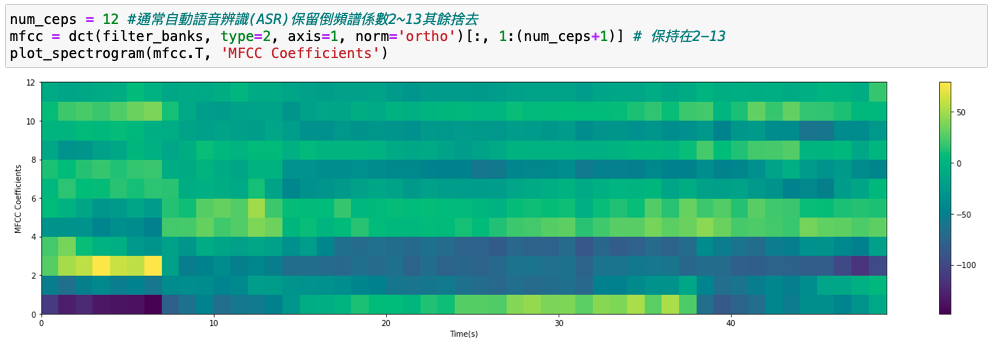 num_ceps = 12 #通常自動語音辨識(ASR)保留倒頻譜係數2~13其餘捨去
mfcc = dct(filter_banks, type=2, axis=1, norm='ortho')[:, 1:(num_ceps+1)] # 保持在2-13
plot_spectrogram(mfcc.T, 'MFCC Coefficients')
12
10
8
6
4
2
0
MFCC Coefficients
0 10 20 30 40
Time(s)
50
0
−50
−100